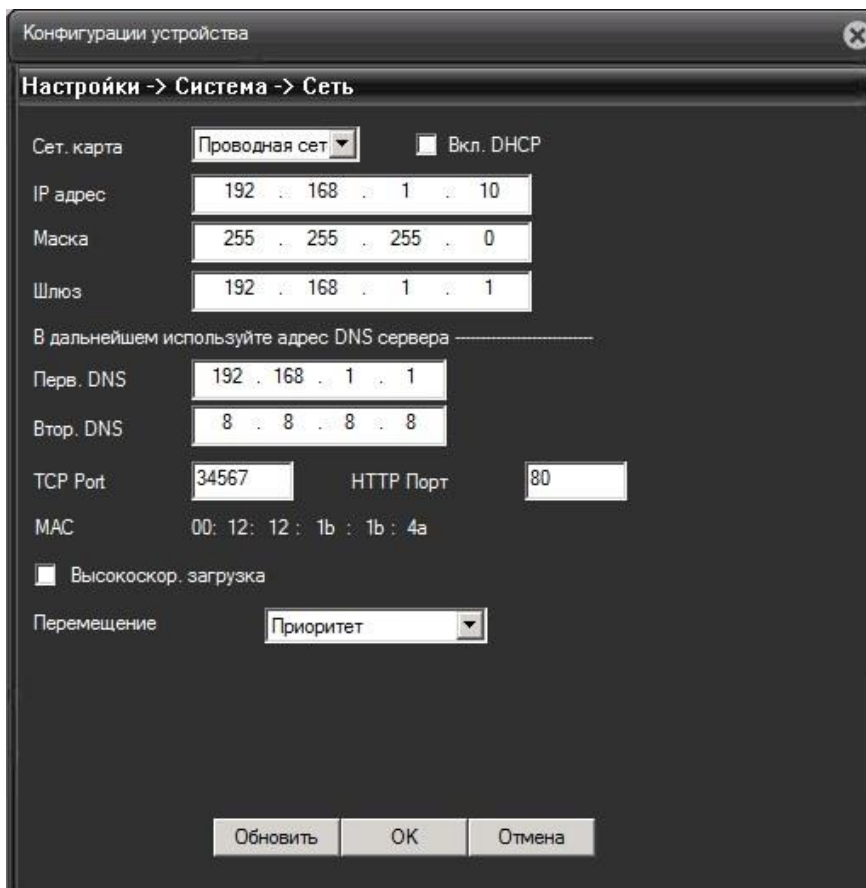 Конфигурации устройства
Настройки -> Система -> Сеть
Сет. карта Проводная сет Вкл. DHCP
IP адрес 192 . 168 . 1 . 10
Маска 255 . 255 . 255 . 0
Шлюз 192 . 168 . 1 . 1
В дальнейшем используйте адрес DNS сервера ---------------------------
Перв. DNS 192 . 168 . 1 . 1
Втор. DNS 8 . 8 . 8 . 8
TCP Port 34567 HTTP Порт 80
MAC 00: 12: 12 : 1b : 1b : 4a
Высокоскор. загрузка
Перемещение Приоритет
Обновить OK Отмена